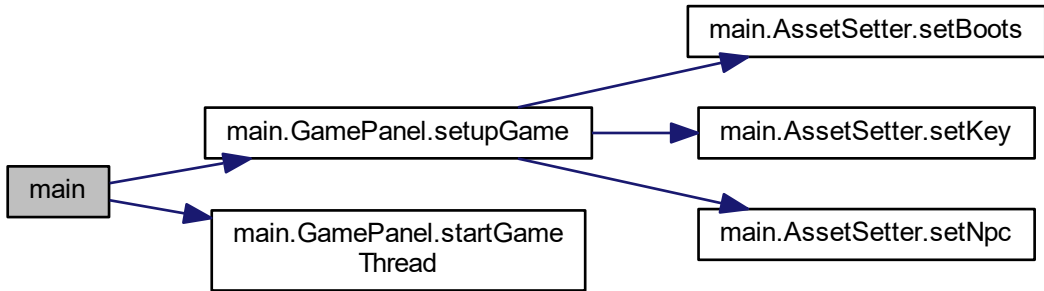 main.AssetSetter.setBoots
main.GamePanel.setupGame
main.AssetSetter.setKey
main
main.GamePanel.startGame
Thread
main.AssetSetter.setNpc